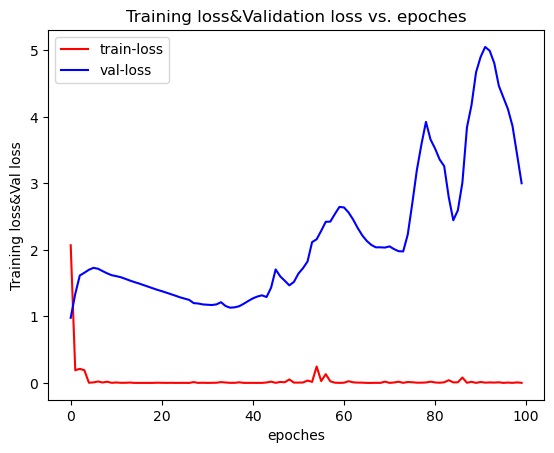 Training loss&Validation loss vs. epoches
train-loss
val-loss
Training loss&Val loss
5
4
3
2
1
0
0 20 40 60 80 100
epoches